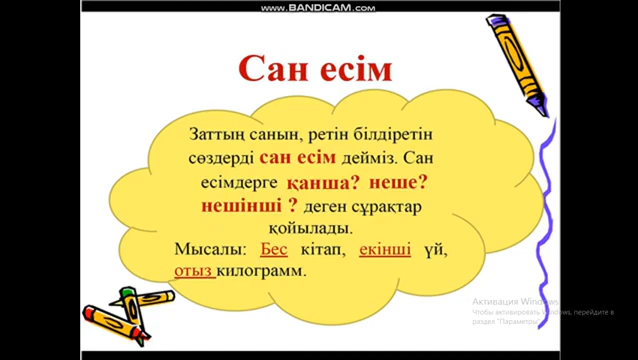 www.BANDICAM.com
Сан есім
Заттың санын, ретін білдіретін
сөздерді сан есім дейміз. Сан
есімдерге қанша? неше?
нешінші ? деген сұрақтар
қойылады.
Мысалы: Бес кітап, екінші үй,
отыз килограмм.
Активация Windows
Чтобы активировать Windows, перейдите в
раздел "Параметры".